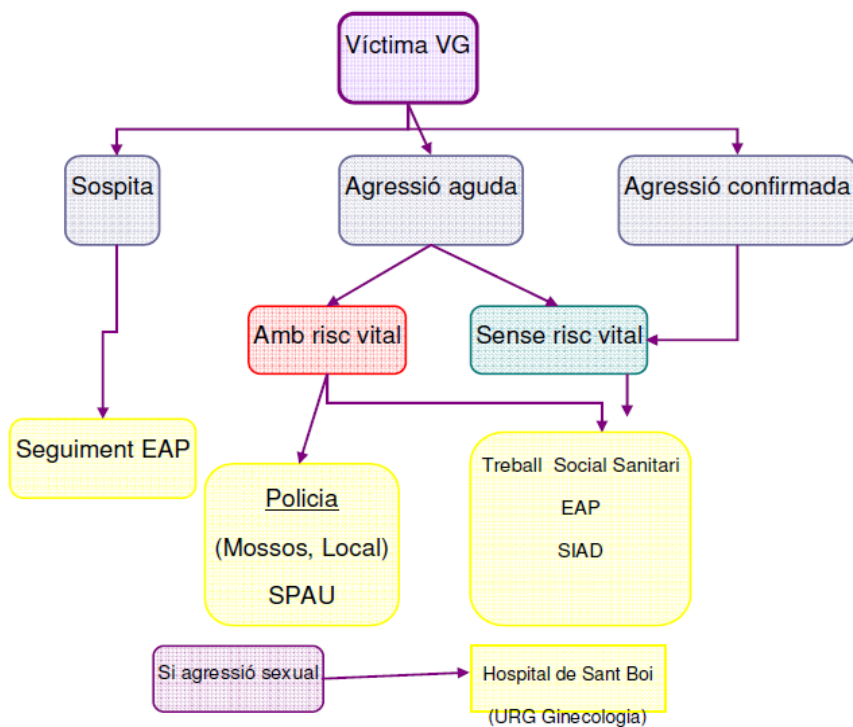 Víctima VG
Sospita
Agressió aguda
Agressió confirmada
Amb risc vital
Sense risc vital
Seguiment EAP
Policia
(Mossos, Local)
SPAU
Treball Social Sanitari
EAP
SIAD
Si agressió sexual
Hospital de Sant Boi
(URG Ginecologia)